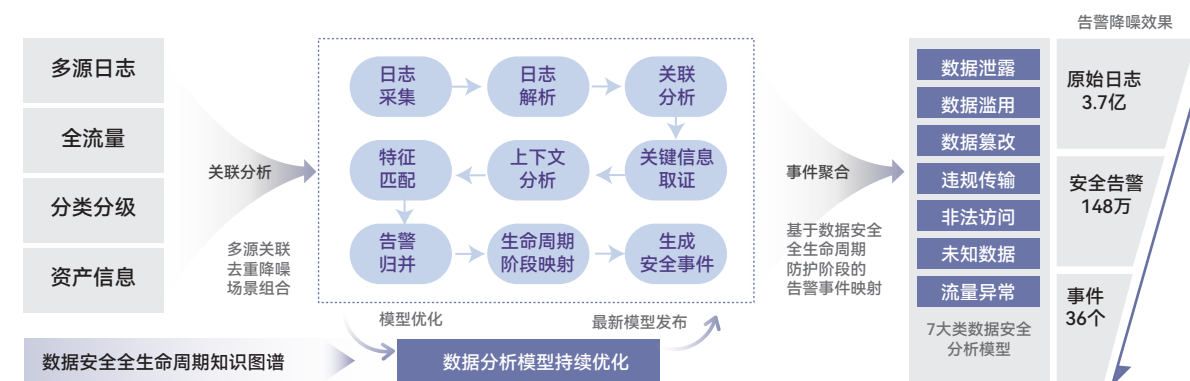 告警降噪效果
多源日志
全流量
分类分级
资产信息
关联分析
多源关联
去重降噪
场景组合
日志
采集
日志
解析
关联
分析
关键信息
取证
上下文
分析
特征
匹配
告警
归并
生命周期
阶段映射
生成
安全事件
事件聚合
基于数据安全
全生命周期
防护阶段的
告警事件映射
数据泄露
数据滥用
数据篡改
违规传输
非法访问
未知数据
流量异常
7大类数据安全
分析模型
原始日志
3.7亿
安全告警
148万
事件
36个
模型优化
最新模型发布
数据安全全生命周期知识图谱
数据分析模型持续优化